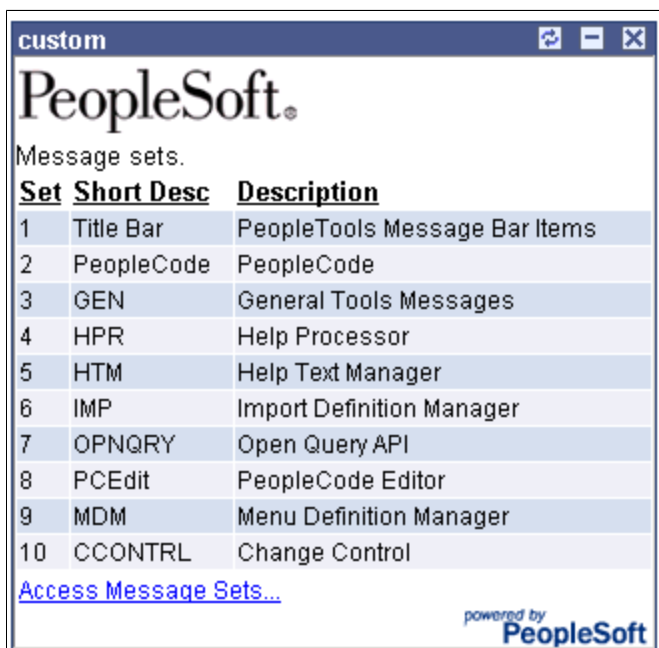 custom
PeopleSoft®
Message sets.
Set Short Desc Description
1 Title Bar PeopleTools Message Bar Items
2 PeopleCode PeopleCode
3 GEN General Tools Messages
4 HPR Help Processor
5 HTM Help Text Manager
6 IMP Import Definition Manager
7 OPNQRY Open Query API
8 PCEdit PeopleCode Editor
9 MDM Menu Definition Manager
10 CCONTRL Change Control
Access Message Sets...
powered by
PeopleSoft